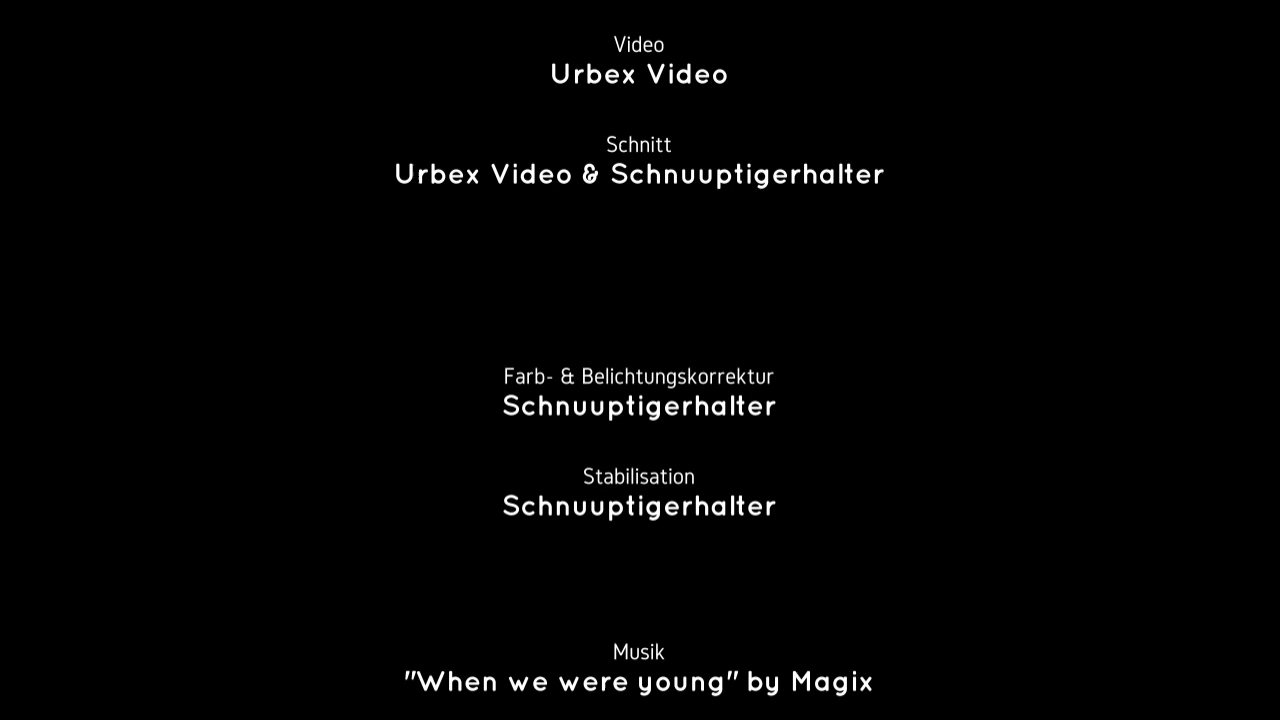 Video
Urbex Video
Schnitt
Urbex Video & Schnuuptigerhalter
Farb- & Belichtungskorrektur
Schnuuptigerhalter
Stabilisation
Schnuuptigerhalter
Musik
"When we were young" by Magix